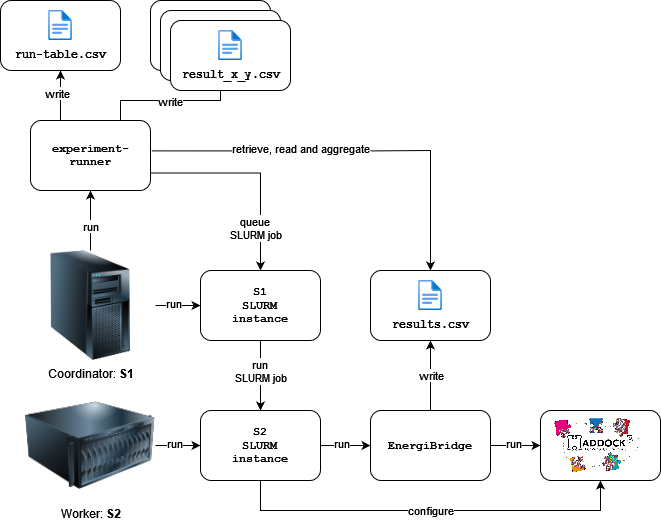 run-table.csv
result_x_y.csv
write
write
experiment-
runner
retrieve, read and aggregate
run
queue
SLURM job
S1
SLURM
instance
run
results.csv
Coordinator: S1
run
SLURM job
write
S2
SLURM
instance
run
run
EnergiBridge
run
ADDOCK
configure
Worker: S2